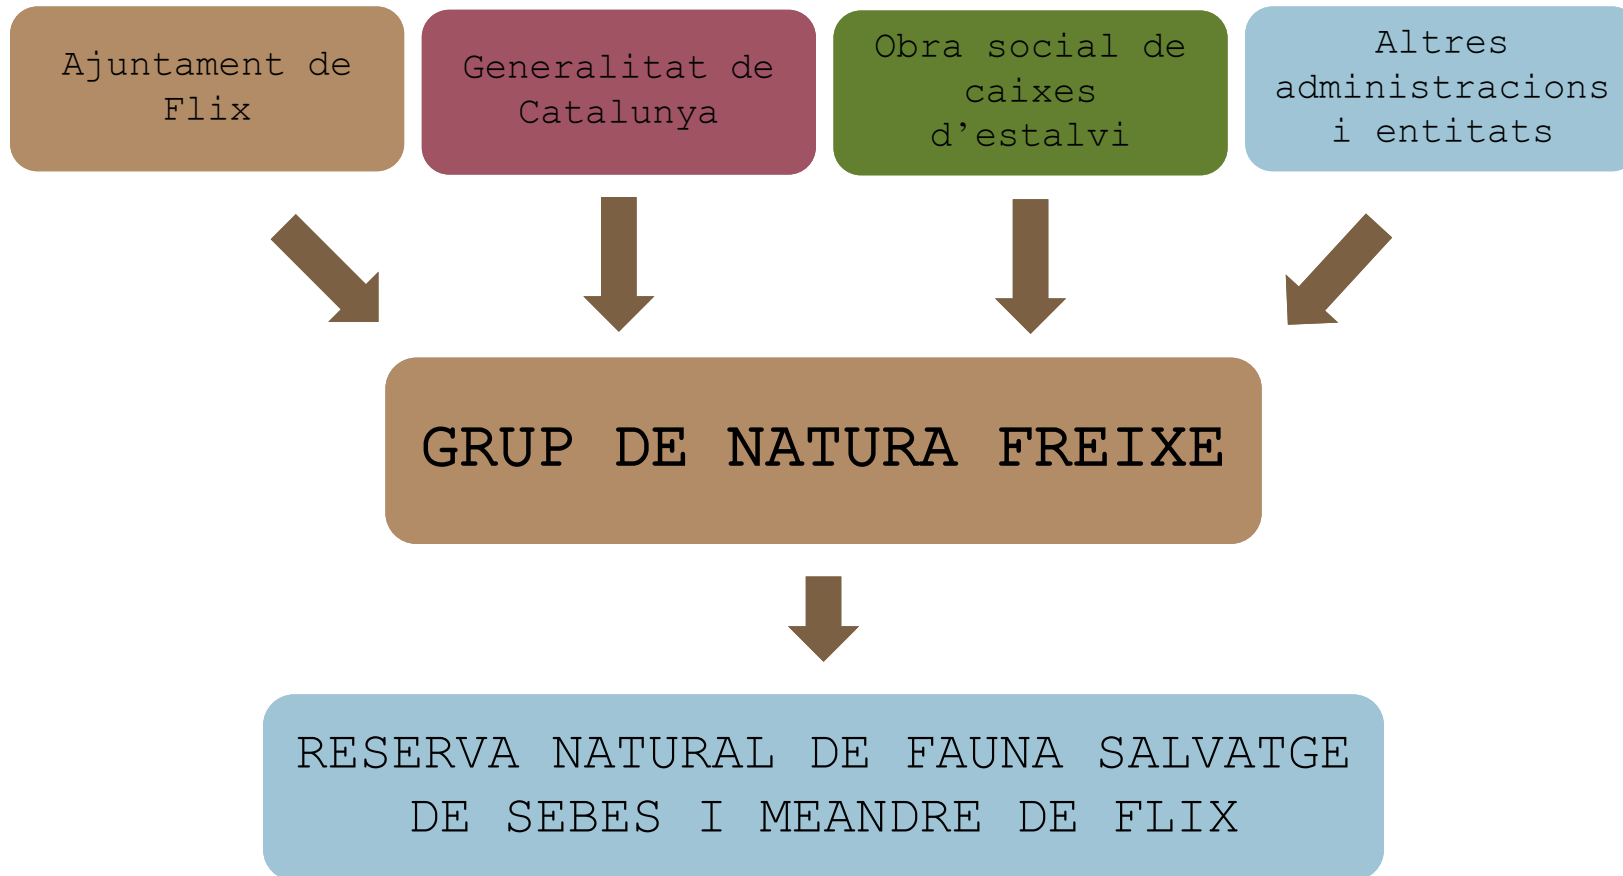 Ajuntament de
Flix
Generalitat de
Catalunya
Obra social de
caixes
d’estalvi
Altres
administracions
i entitats
GRUP DE NATURA FREIXE
RESERVA NATURAL DE FAUNA SALVATGE
DE SEBES I MEANDRE DE FLIX